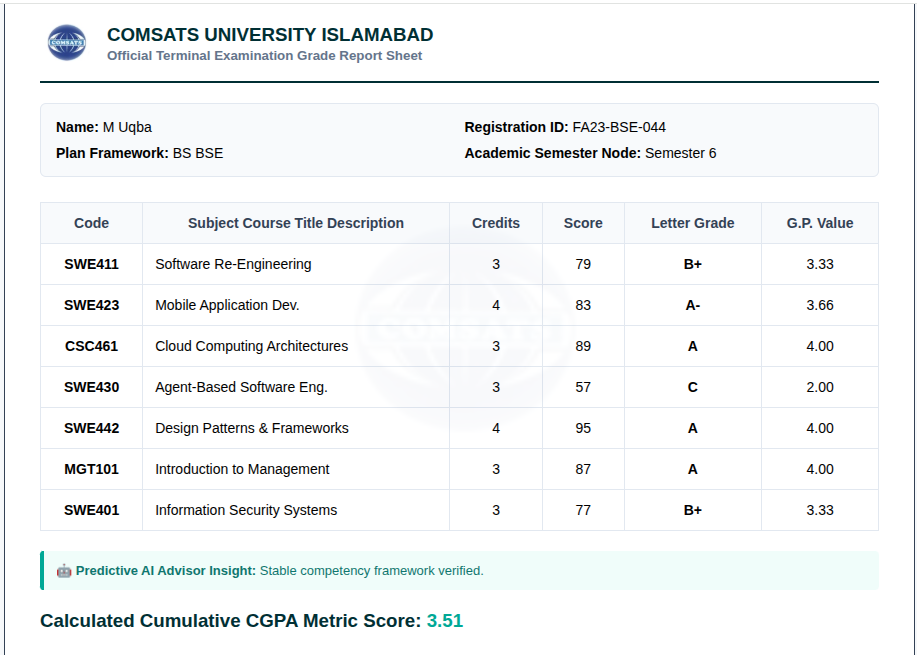 COMSATS
COMSATS UNIVERSITY ISLAMABAD
Official Terminal Examination Grade Report Sheet
Name: M Uqba
Registration ID: FA23-BSE-044
Plan Framework: BS BSE
Academic Semester Node: Semester 6
Code Subject Course Title Description Credits Score Letter Grade G.P. Value
SWE411 Software Re-Engineering 3 79 B+ 3.33
SWE423 Mobile Application Dev. 4 83 A- 3.66
CSC461 Cloud Computing Architectures 3 89 A 4.00
SWE430 Agent-Based Software Eng. 3 57 C 2.00
SWE442 Design Patterns & Frameworks 4 95 A 4.00
MGT101 Introduction to Management 3 87 A 4.00
SWE401 Information Security Systems 3 77 B+ 3.33
COMSATS
🤖 Predictive AI Advisor Insight: Stable competency framework verified.
Calculated Cumulative CGPA Metric Score: 3.51